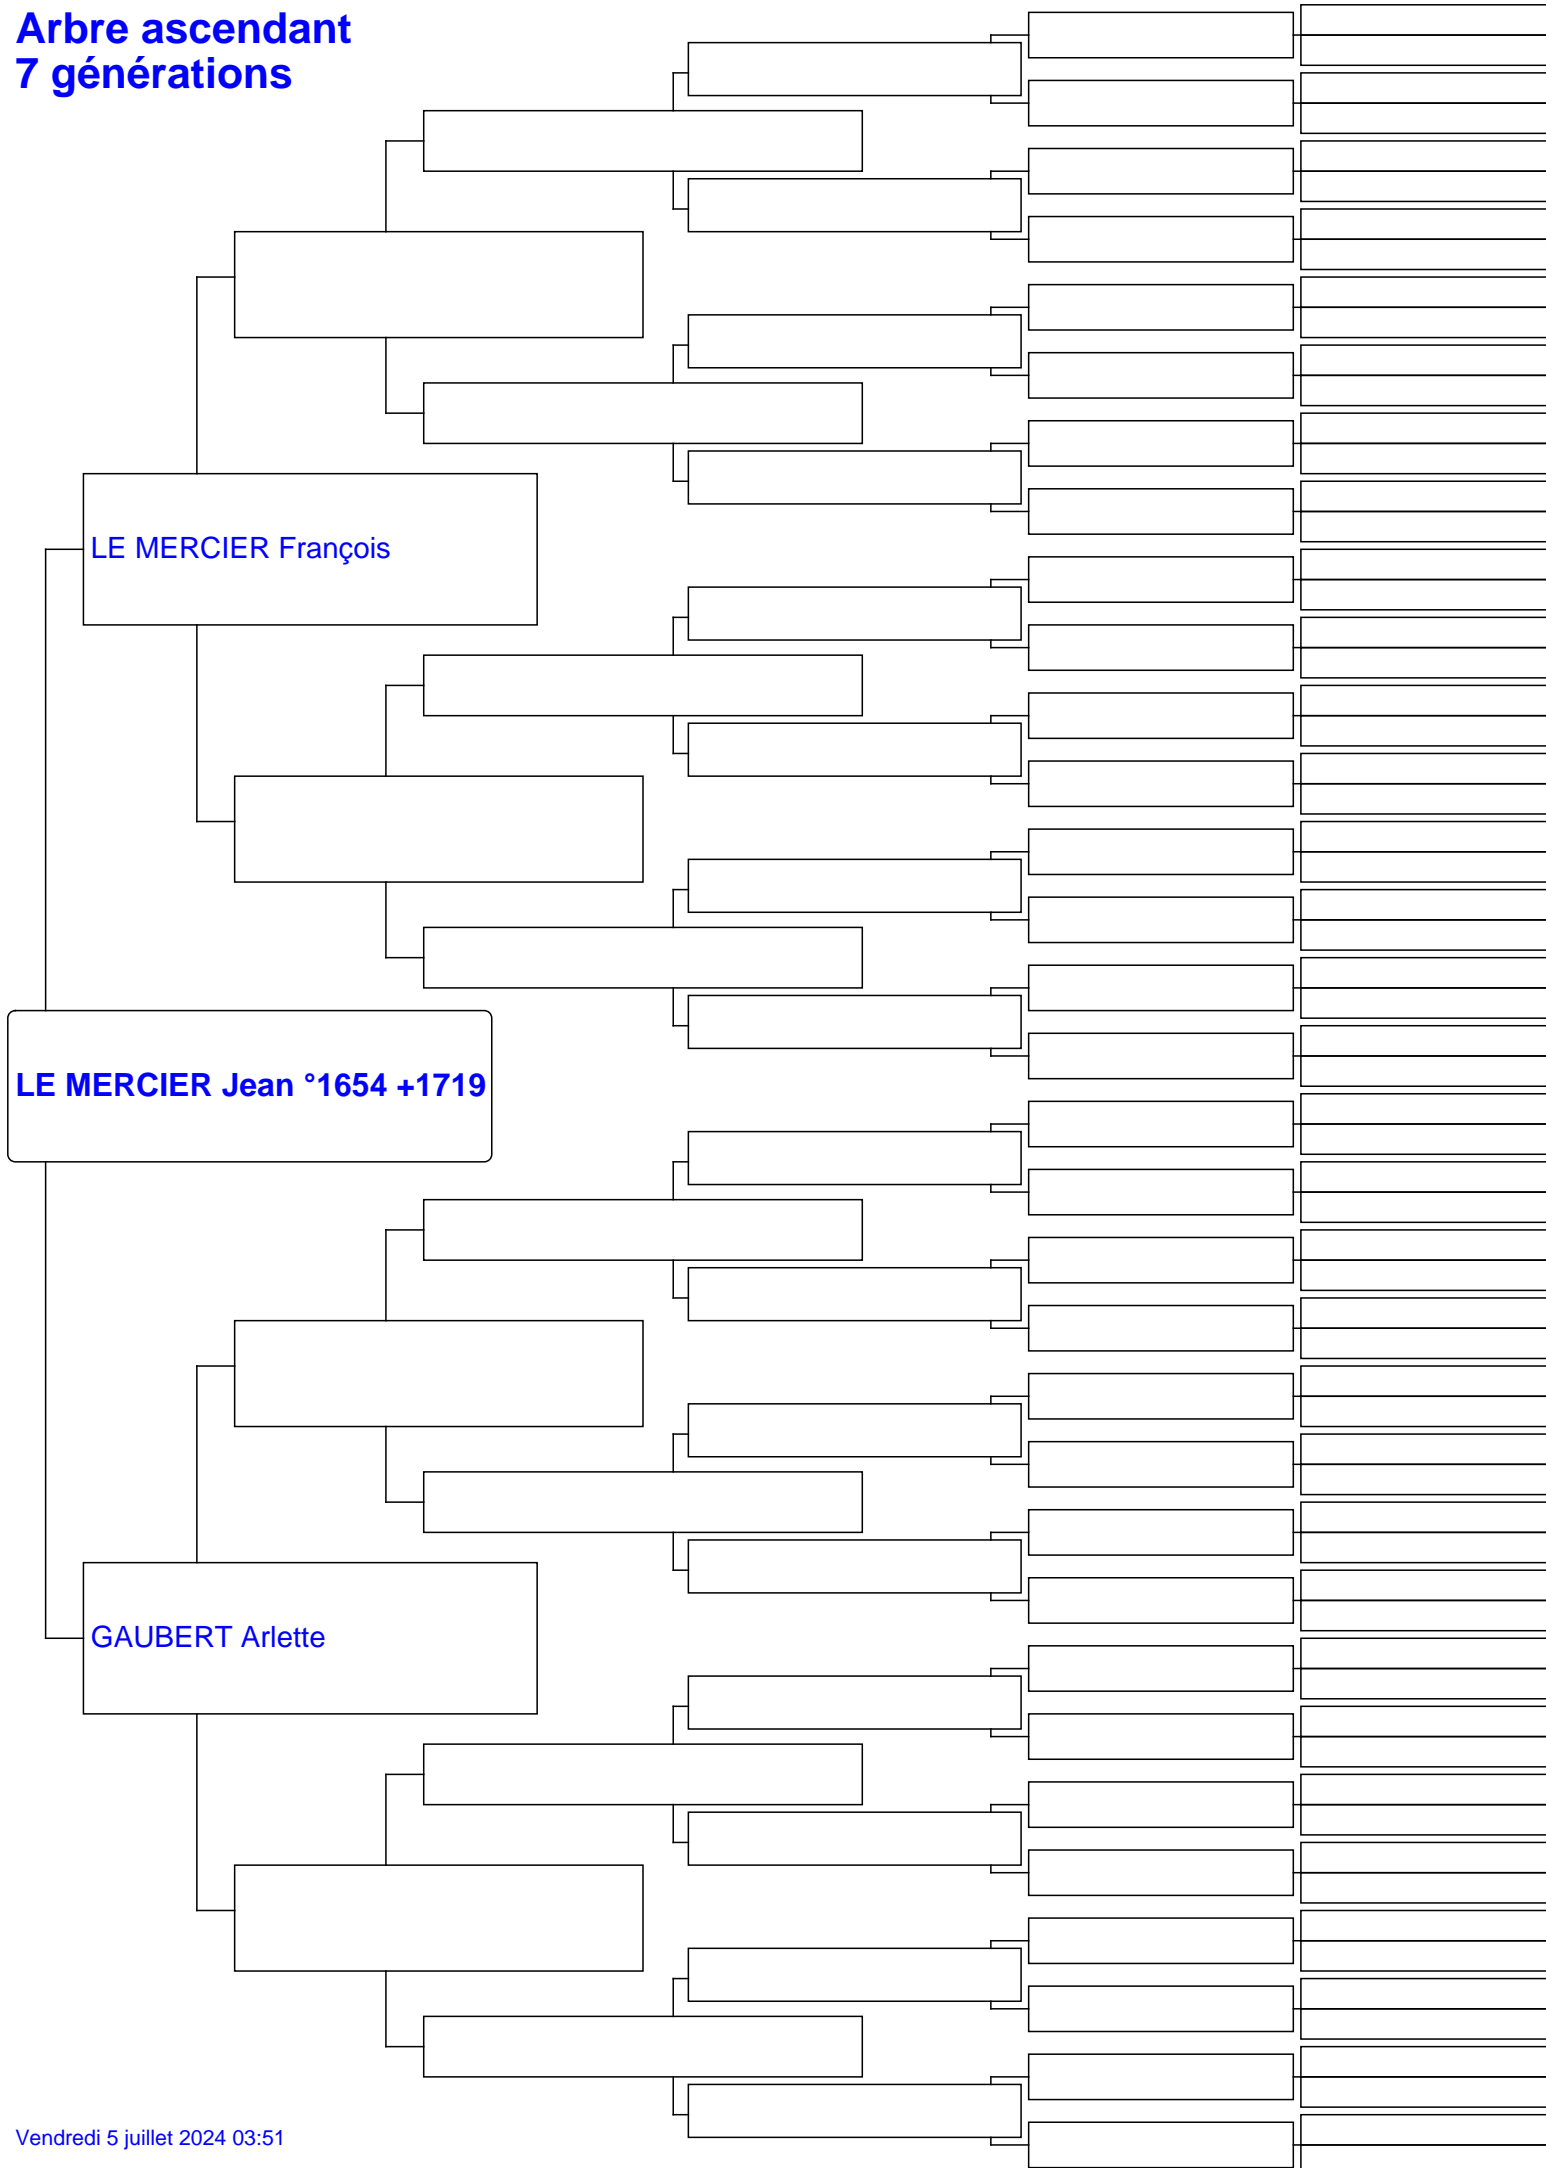 Arbre ascendant
7 générations
LE MERCIER François
LE MERCIER Jean °1654 +1719
GAUBERT Arlette
Vendredi 5 juillet 2024 03:51